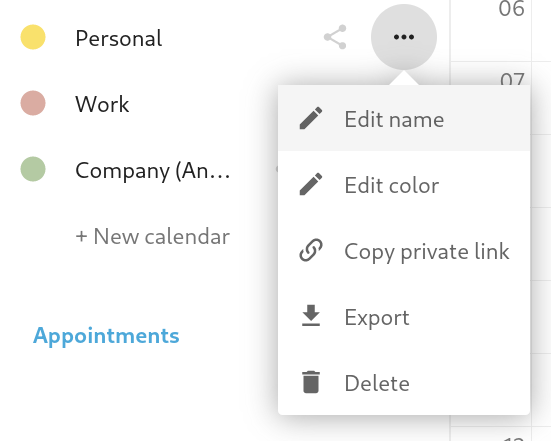 Personal
06
07
Work
Company (An...
+ New calendar
Appointments
Edit name
Edit color
Copy private link
Export
Delete